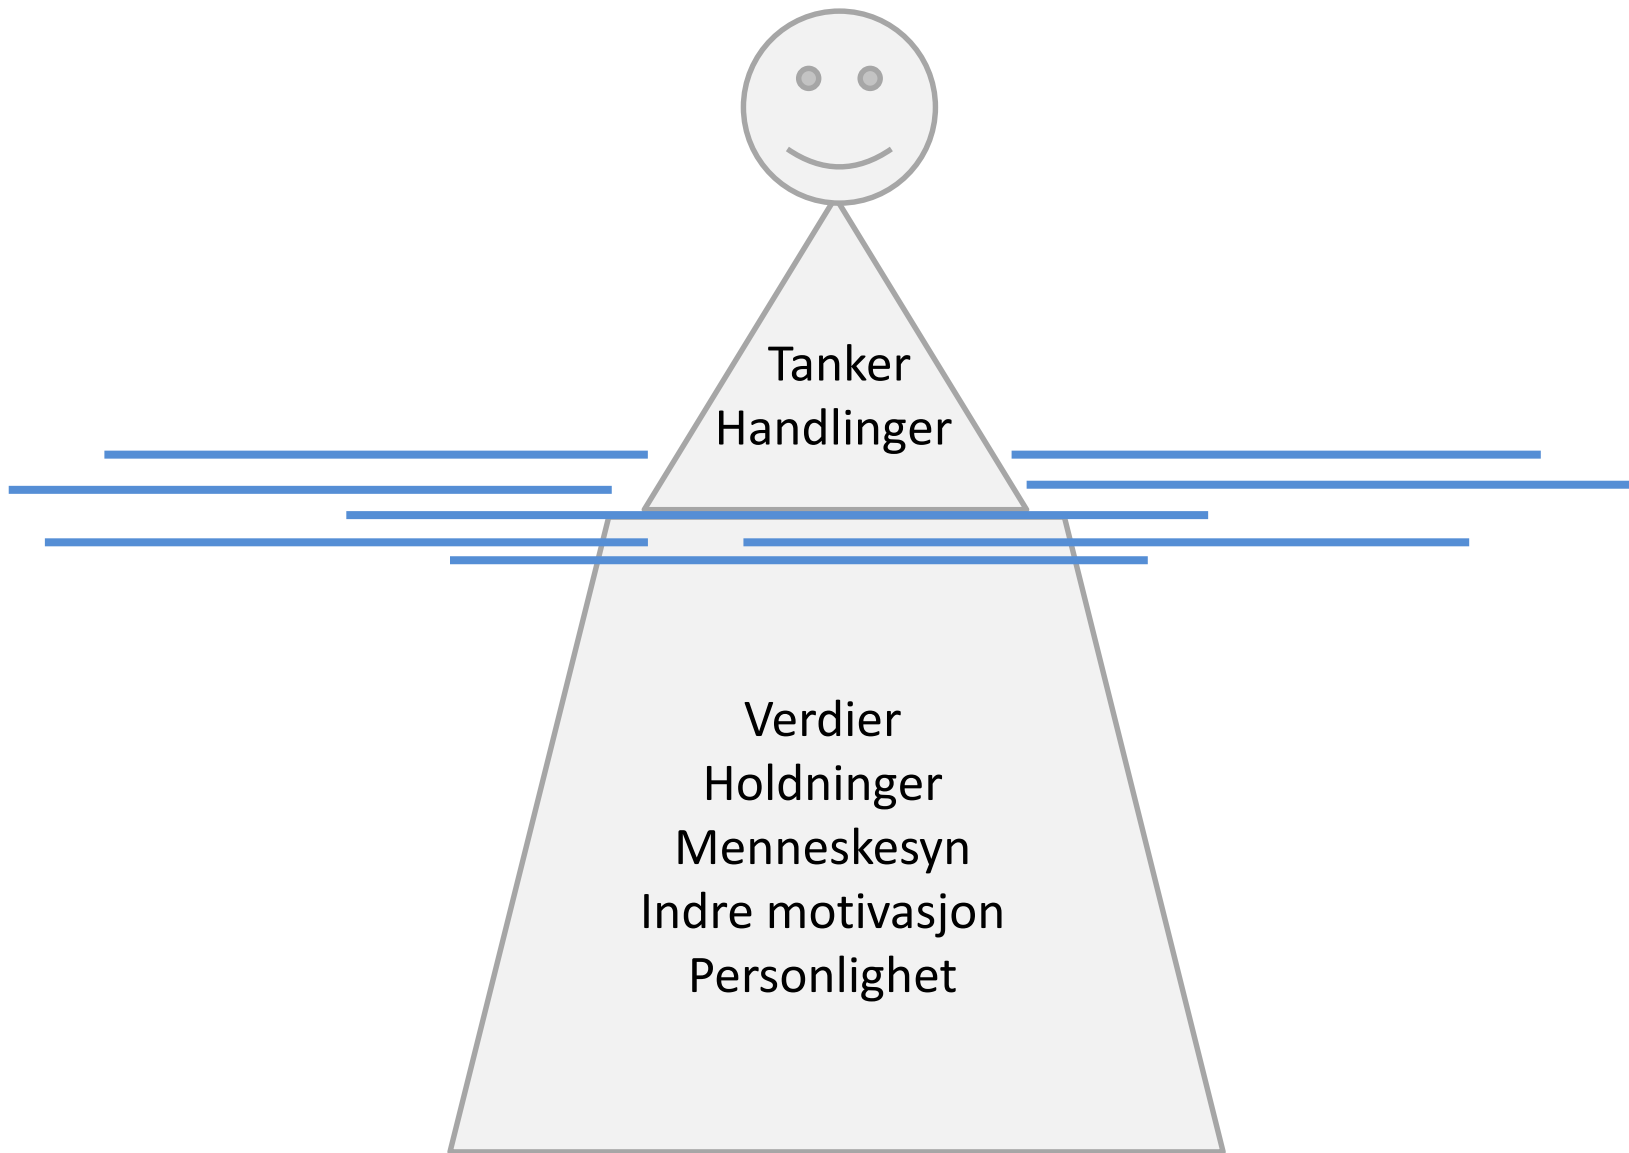 Tanker
Handlinger
Verdier
Holdninger
Menneskesyn
Indre motivasjon
Personlighet